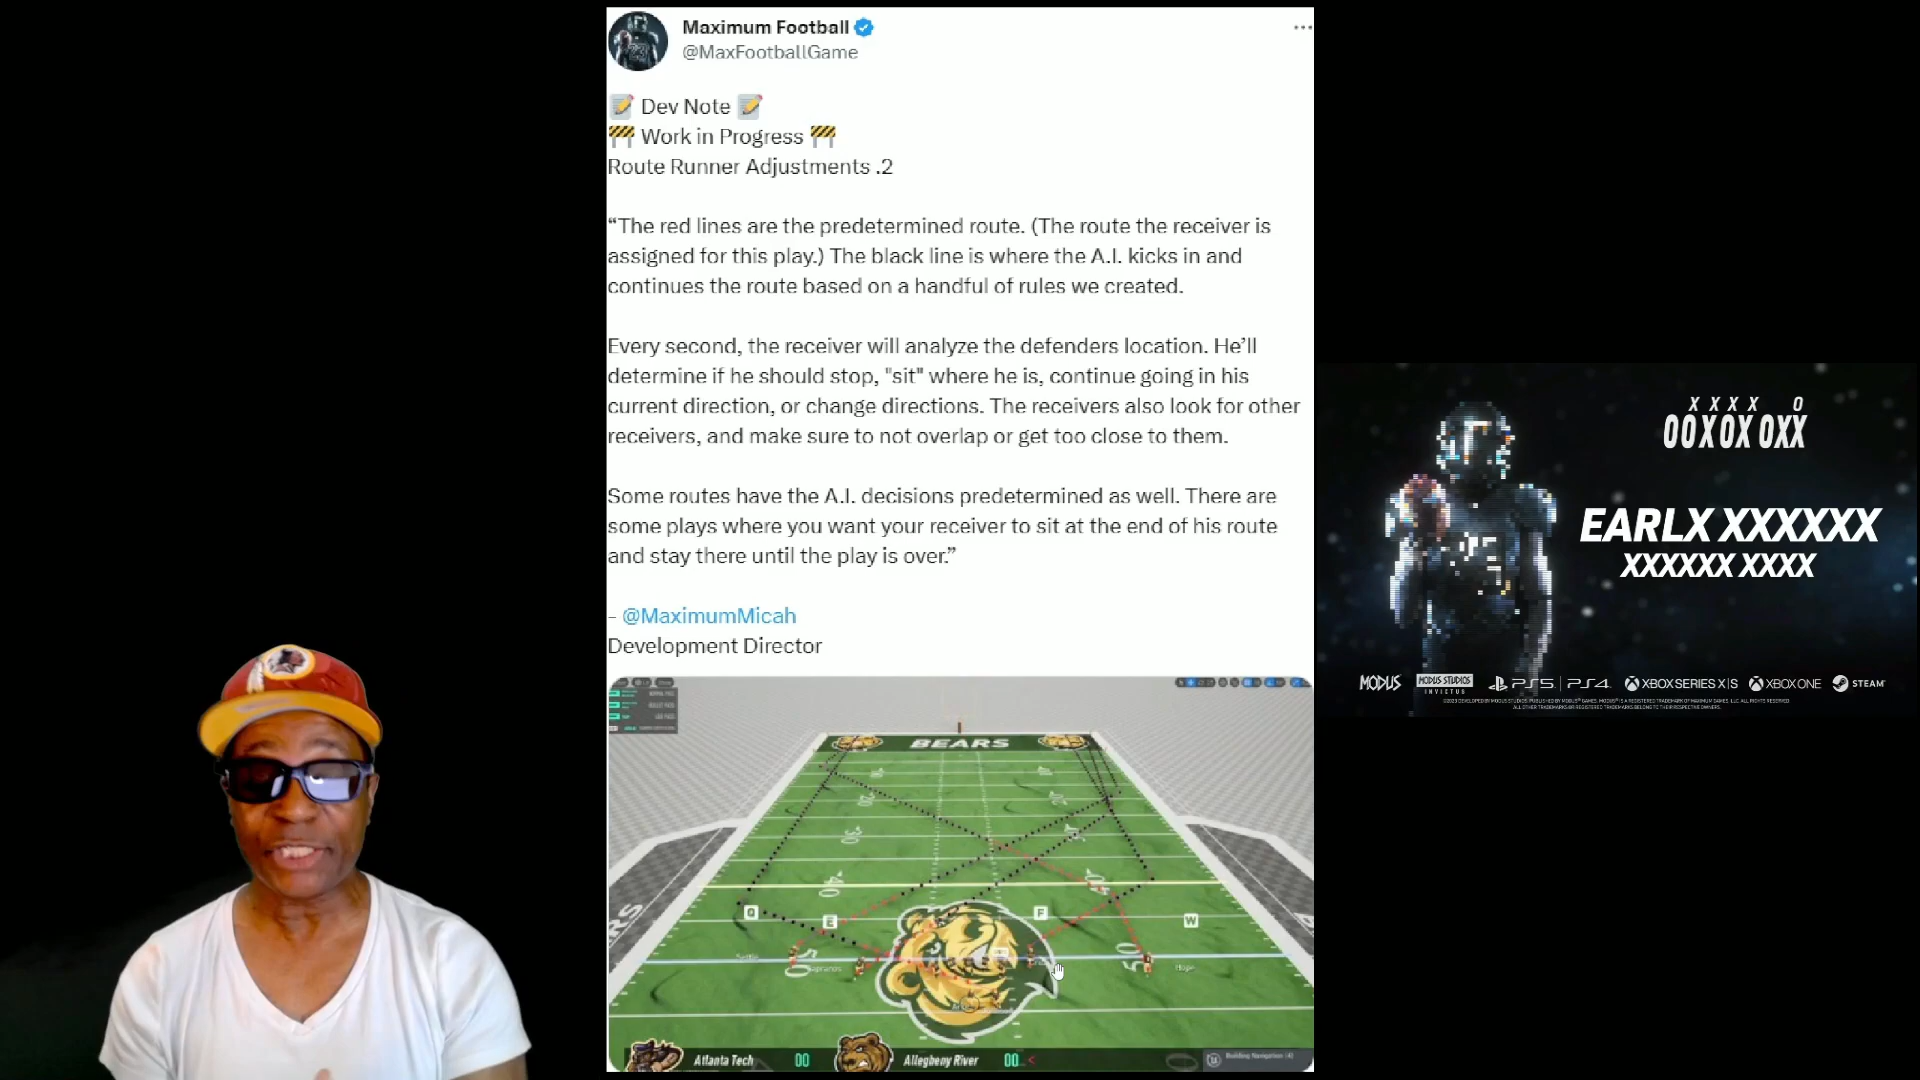 Maximum Football
@MaxFootballGame
📝 Dev Note 📝
🚧 Work in Progress 🚧
Route Runner Adjustments .2
“The red lines are the predetermined route. (The route the receiver is
assigned for this play.) The black line is where the A.I. kicks in and
continues the route based on a handful of rules we created.
Every second, the receiver will analyze the defenders location. He’ll
determine if he should stop, "sit" where he is, continue going in his
current direction, or change directions. The receivers also look for other
receivers, and make sure to not overlap or get too close to them.
Some routes have the A.I. decisions predetermined as well. There are
some plays where you want your receiver to sit at the end of his route
and stay there until the play is over.”
- @MaximumMicah
Development Director
BEARS
Q
E
F
W
Atlanta Tech 00 Allegheny River 00 <
Building Navigation (4)
X X X X O
OOXOXOXX
EARLX XXXXXX
XXXXXX XXXX
MODUS MODUS STUDIOS INVICTUS PS5 PS4 XBOX SERIES X|S XBOX ONE STEAM